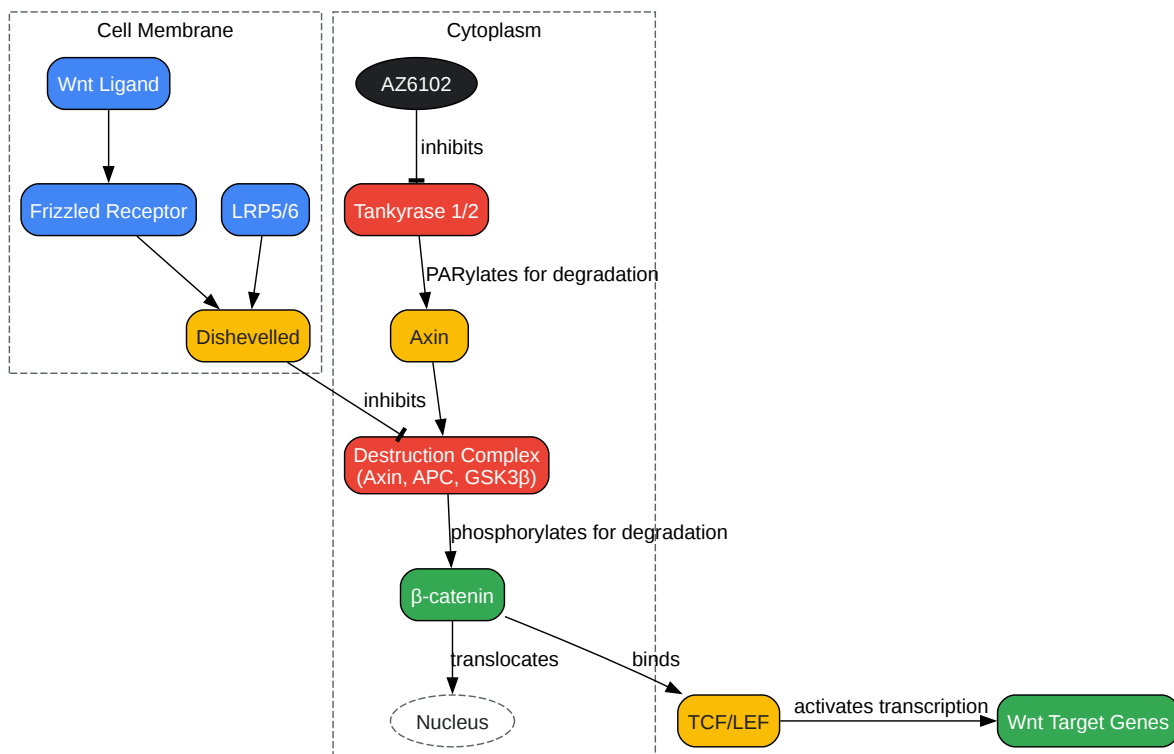 Cell Membrane
Cytoplasm
Wnt Ligand
AZ6102
inhibits
Frizzled Receptor
LRP5/6
Tankyrase 1/2
PARylates for degradation
Dishevelled
Axin
inhibits
Destruction Complex
(Axin, APC, GSK3β)
phosphorylates for degradation
β-catenin
translocates
binds
Nucleus
TCF/LEF
activates transcription
Wnt Target Genes